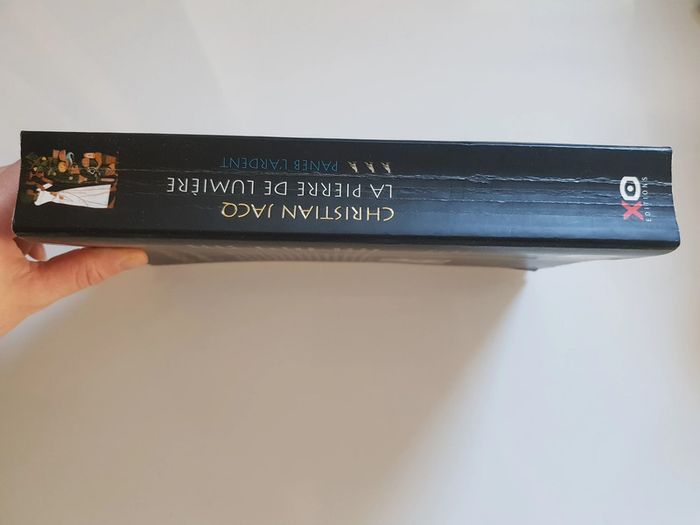 CHRISTIAN JACQ
LA PIERRE DE LUMIÈRE
PANEB L'ARDENT
XO
EDITIONS